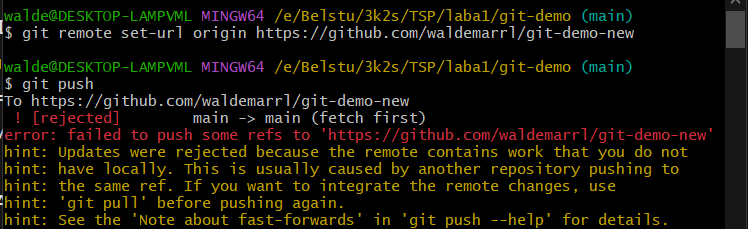 walde@DESKTOP-LAMPVML MINGW64 /e/Belstu/3k2s/TSP/laba1/git-demo (main)
$ git remote set-url origin https://github.com/waldemarrl/git-demo-new
walde@DESKTOP-LAMPVML MINGW64 /e/Belstu/3k2s/TSP/laba1/git-demo (main)
$ git push
To https://github.com/waldemarrl/git-demo-new
 ! [rejected]        main -> main (fetch first)
error: failed to push some refs to 'https://github.com/waldemarrl/git-demo-new'
hint: Updates were rejected because the remote contains work that you do not
hint: have locally. This is usually caused by another repository pushing to
hint: the same ref. If you want to integrate the remote changes, use
hint: 'git pull' before pushing again.
hint: See the 'Note about fast-forwards' in 'git push --help' for details.